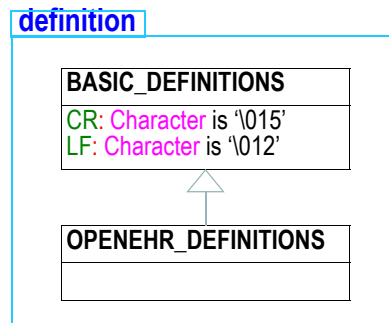 definition
BASIC_DEFINITIONS
CR: Character is ‘\015’
LF: Character is ‘\012’
OPENEHR_DEFINITIONS